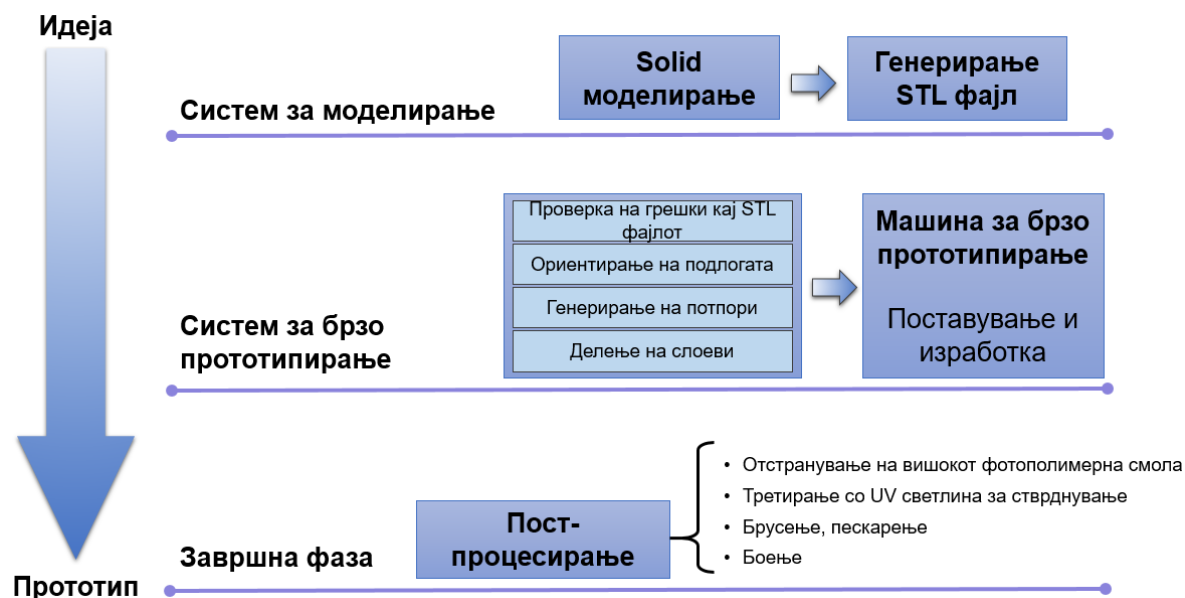 Идеја
Solid
моделирање
Генерирање
STL фајл
Систем за моделирање
Проверка на грешки кај STL
фајлот
Ориентирање на подлогата
Генерирање на потпори
Делење на слоеви
Машина за брзо
прототипирање
Поставување и
изработка
Систем за брзо
прототипирање
Пост-
процесирање
• Отстранување на вишокот фотополимерна смола
• Третирање со UV светлина за стврднување
• Брусење, пескарење
• Боење
Завршна фаза
Прототип